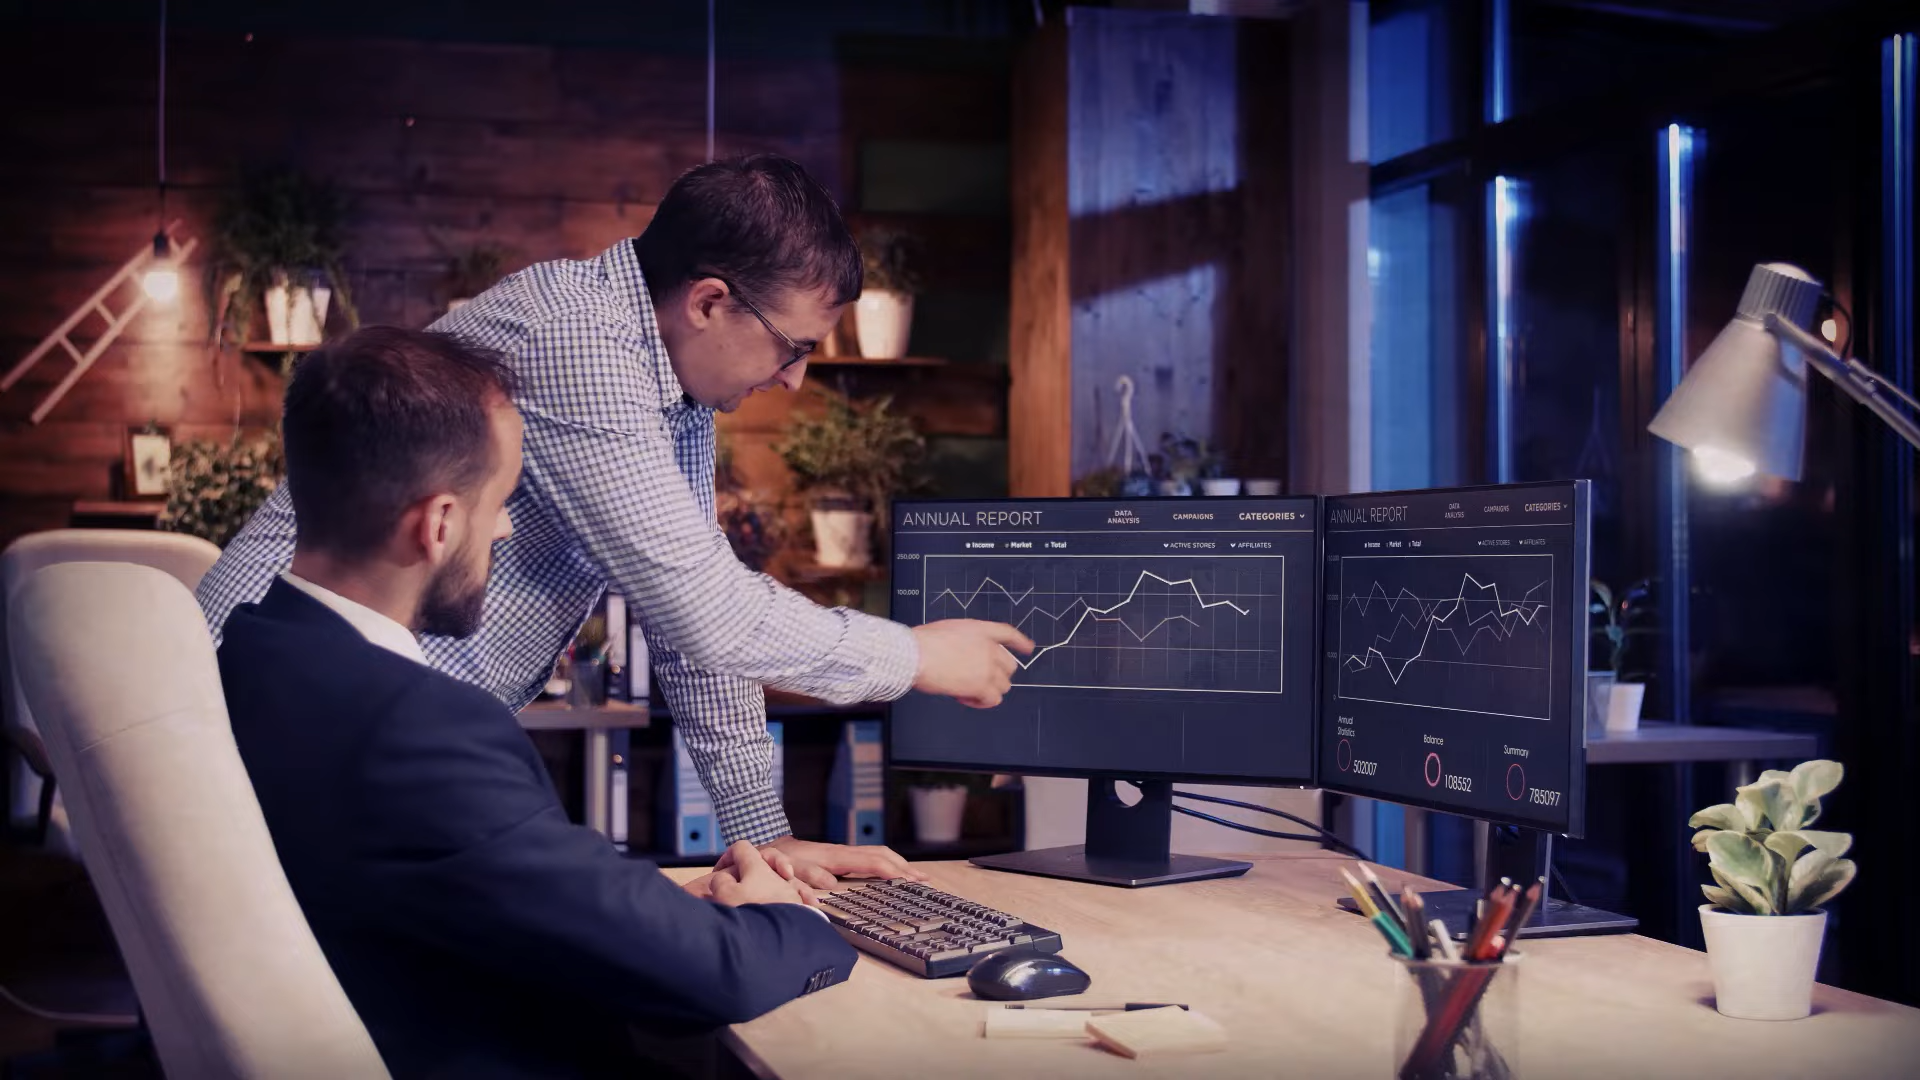 ANNUAL REPORT
DATA
ANALYSIS
CAMPAIGNS
CATEGORIES
Income Market Total
ACTIVE STORES
AFFILIATES
250,000
100,000
ANNUAL REPORT
DATA
ANALYSIS
CAMPAIGNS
CATEGORIES
Income Market Total
ACTIVE STORES
AFFILIATES
0
Annual
Statistics
502007
Balance
108552
Summary
785097